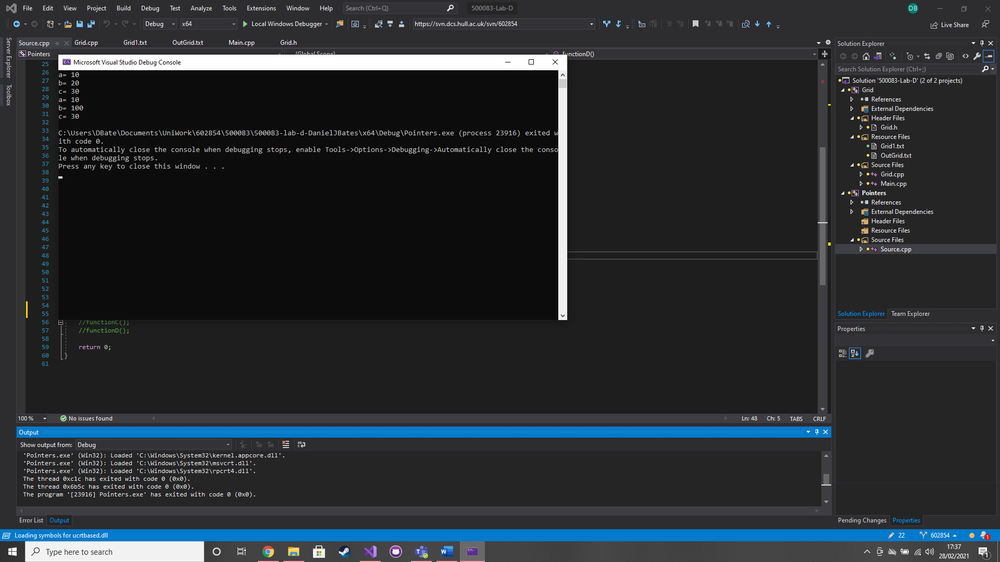 File Edit View Project Build Debug Test Analyze Tools Extensions Window Help Search (Ctrl+Q) 500083-Lab-D DB
Debug x64 Local Windows Debugger https://svn.dcs.hull.ac.uk/svn/602854 Live Share
Server Explorer
Toolbox
Source.cpp Grid.cpp Grid1.txt OutGrid.txt Main.cpp Grid.h
Pointers (Global Scope) functionD()
Microsoft Visual Studio Debug Console
a= 10
b= 20
c= 30
a= 10
b= 100
c= 30
C:\Users\DBate\Documents\UniWork\602854\500083\500083-lab-d-DanielJBates\x64\Debug\Pointers.exe (process 23916) exited w
ith code 0.
To automatically close the console when debugging stops, enable Tools->Options->Debugging->Automatically close the conso
le when debugging stops.
Press any key to close this window . . .
25
26
27
28
29
30
31
32
33
34
35
36
37
38
39
40
41
42
43
44
45
46
47
48
49
50
51
52
53
54
55
56 //functionC();
57 //functionD();
58
59 return 0;
60 }
61
100 % No issues found Ln: 48 Ch: 5 TABS CRLF
Output
Show output from: Debug
'Pointers.exe' (Win32): Loaded 'C:\Windows\System32\kernel.appcore.dll'.
'Pointers.exe' (Win32): Loaded 'C:\Windows\System32\msvcrt.dll'.
'Pointers.exe' (Win32): Loaded 'C:\Windows\System32\rpcrt4.dll'.
The thread 0xc1c has exited with code 0 (0x0).
The thread 0x6b5c has exited with code 0 (0x0).
The program '[23916] Pointers.exe' has exited with code 0 (0x0).
Error List Output
Solution Explorer
Search Solution Explorer (Ctrl+;)
Solution '500083-Lab-D' (2 of 2 projects)
Grid
References
External Dependencies
Header Files
Grid.h
Resource Files
Grid1.txt
OutGrid.txt
Source Files
Grid.cpp
Main.cpp
Pointers
References
External Dependencies
Header Files
Resource Files
Source Files
Source.cpp
Solution Explorer Team Explorer
Properties
Pending Changes Properties
Loading symbols for ucrtbased.dll 22 602854 1
Type here to search
17:37
28/02/2021
1